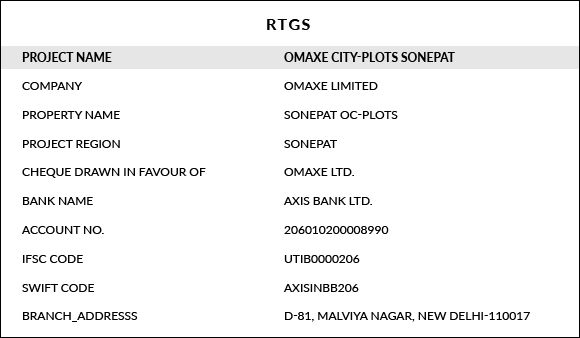 RTGS
PROJECT NAME OMAXE CITY-PLOTS SONEPAT
COMPANY OMAXE LIMITED
PROPERTY NAME SONEPAT OC-PLOTS
PROJECT REGION SONEPAT
CHEQUE DRAWN IN FAVOUR OF OMAXE LTD.
BANK NAME AXIS BANK LTD.
ACCOUNT NO. 206010200008990
IFSC CODE UTIB0000206
SWIFT CODE AXISINBB206
BRANCH_ADDRESSS D-81, MALVIYA NAGAR, NEW DELHI-110017